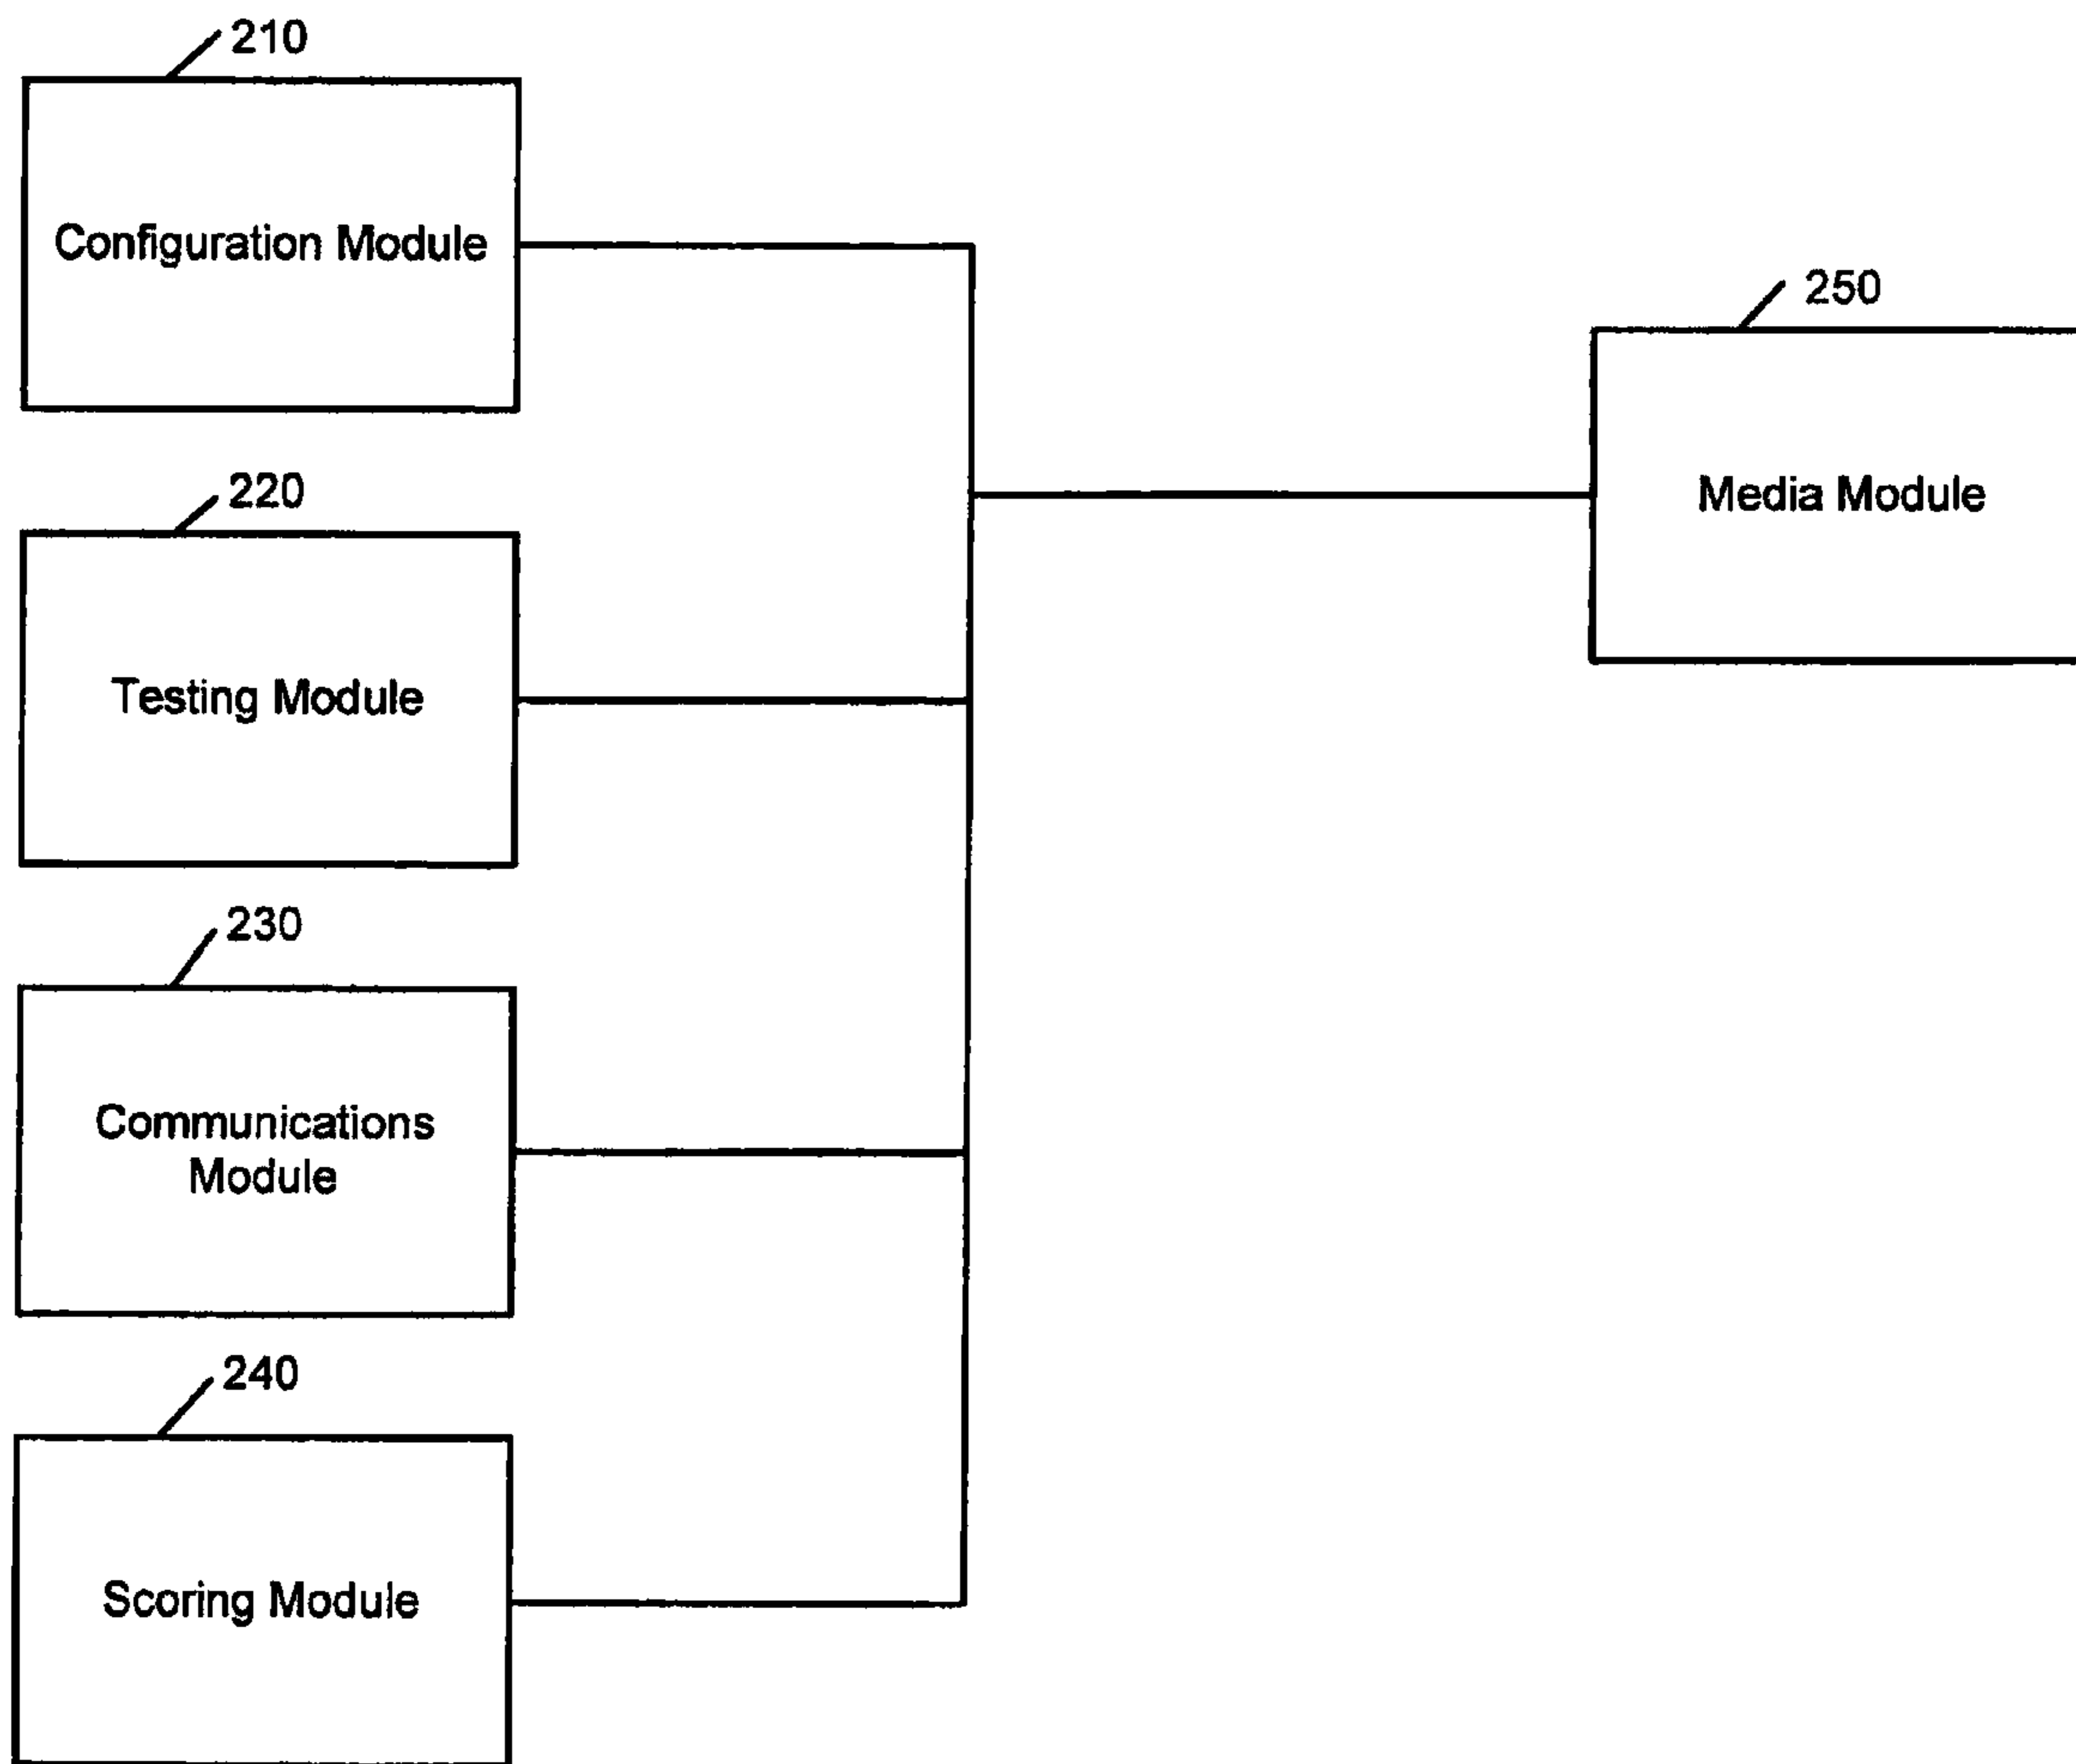 210
Configuration Module
250
Media Module
220
Testing Module
230
Communications
Module
240
Scoring Module